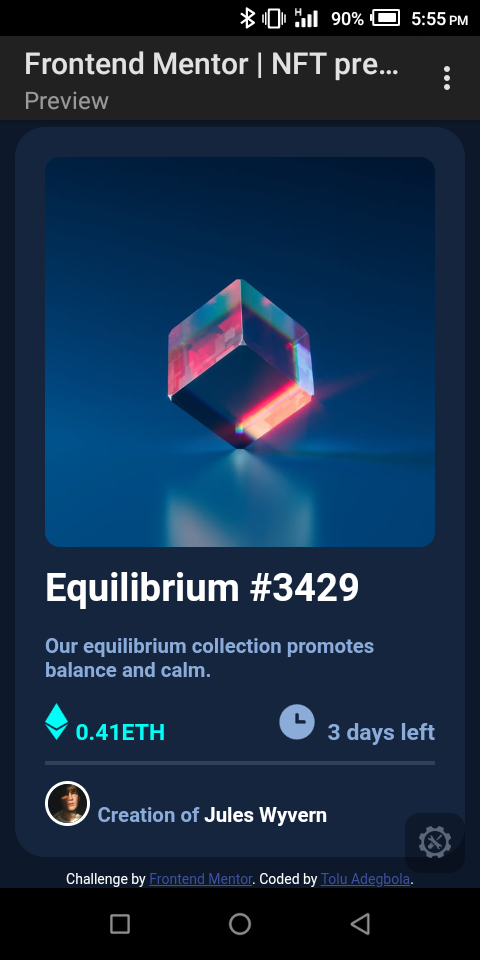 H
90%
5:55 PM
Frontend Mentor | NFT pre...
Preview
Equilibrium #3429
Our equilibrium collection promotes
balance and calm.
0.41ETH
3 days left
Creation of Jules Wyvern
Challenge by Frontend Mentor. Coded by Tolu Adegbola.